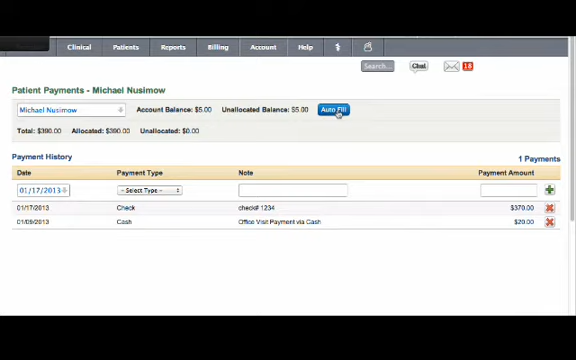 Clinical Patients Reports Billing Account Help
Search... Chat 18
Patient Payments - Michael Nusimow
Michael Nusimow Account Balance: $5.00 Unallocated Balance: $5.00 Auto Fill
Total: $390.00 Allocated: $390.00 Unallocated: $0.00
Payment History 1 Payments
Date Payment Type Note Payment Amount
01/17/2013 - Select Type -
01/17/2013 Check check# 1234 $370.00
01/09/2013 Cash Office Visit Payment via Cash $20.00